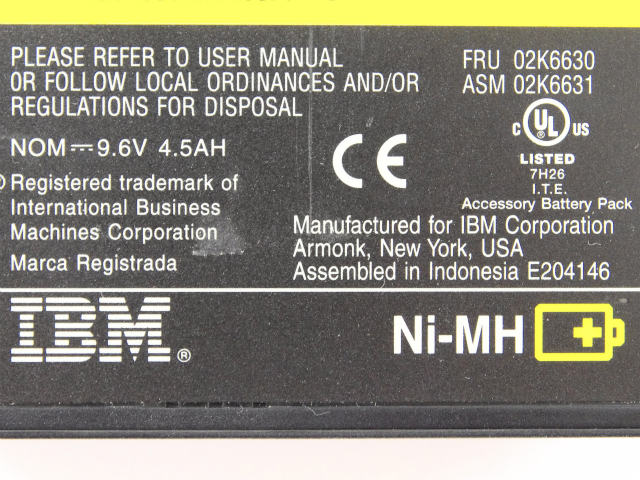 PLEASE REFER TO USER MANUAL
OR FOLLOW LOCAL ORDINANCES AND/OR
REGULATIONS FOR DISPOSAL
NOM⎓9.6V 4.5AH
® Registered trademark of
International Business
Machines Corporation
Marca Registrada
FRU 02K6630
ASM 02K6631
c UL US
LISTED
7H26
I.T.E.
Accessory Battery Pack
CE
Manufactured for IBM Corporation
Armonk, New York, USA
Assembled in Indonesia E204146
IBM®
Ni-MH